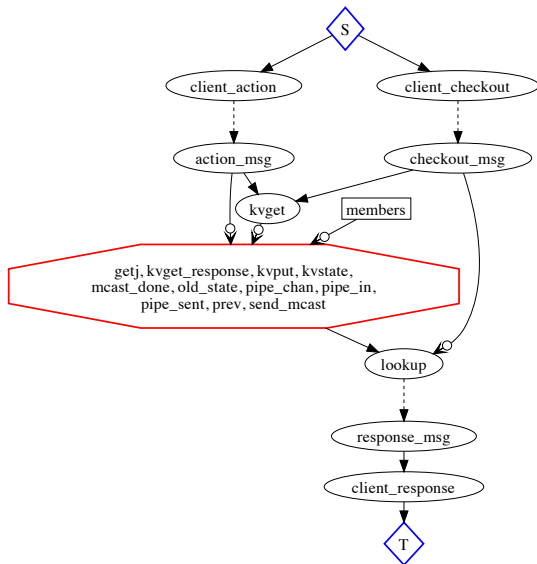 S
client_action
client_checkout
action_msg
checkout_msg
kvget
members
getj, kvget_response, kvput, kvstate,
mcast_done, old_state, pipe_chan, pipe_in,
pipe_sent, prev, send_mcast
lookup
response_msg
client_response
T